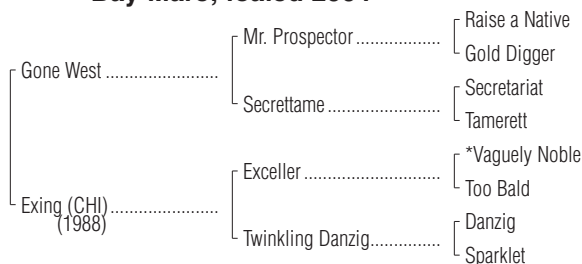 Bay Mare; foaled
Raise a Native
Mr. Prospector
Gold Digger
Gone West
Secretariat
Secrettame
Tamerett
*Vaguely Noble
Exceller
Too Bald
Exing (CHI)
(1988)
Danzig
Twinkling Danzig
Sparklet